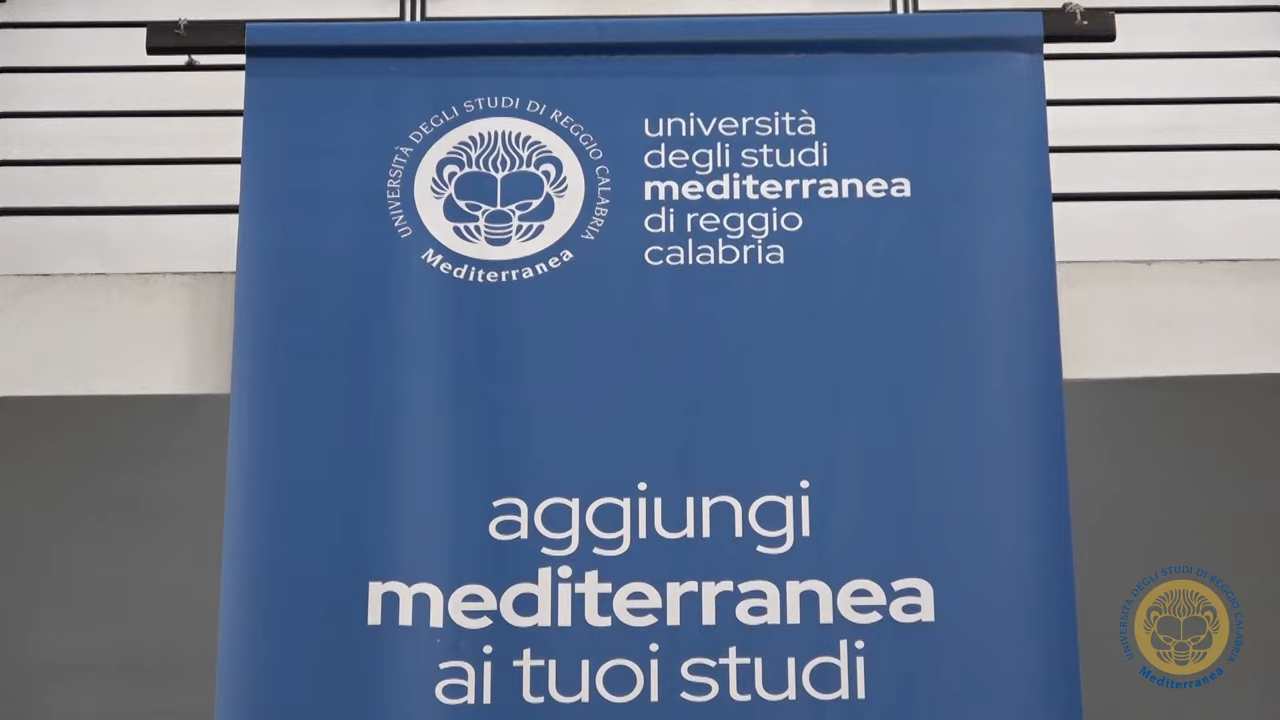 UNIVERSITÀ DEGLI STUDI DI REGGIO CALABRIA
Mediterranea
università
degli studi
mediterranea
di reggio
calabria
aggiungi
mediterranea
ai tuoi studi
UNIVERSITÀ DEGLI STUDI DI REGGIO CALABRIA
Mediterranea